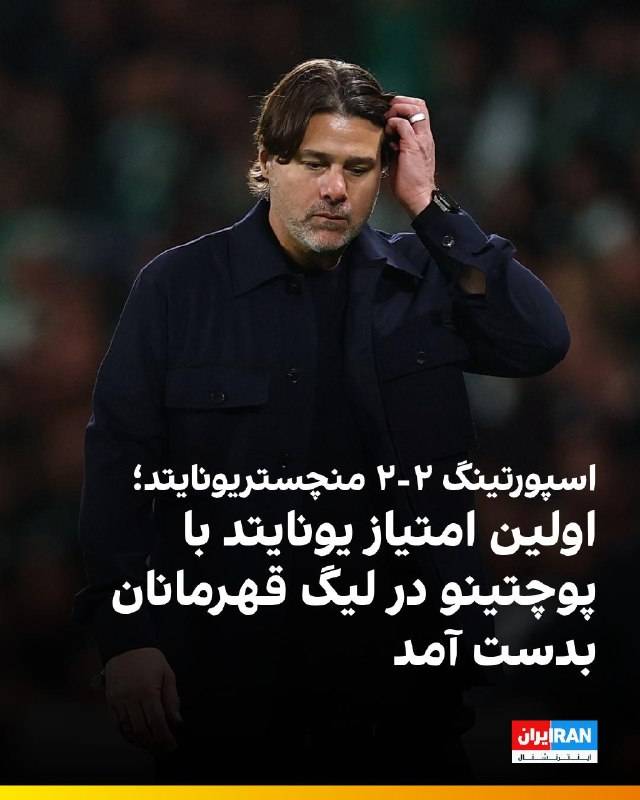 اسپورتینگ ۲-۲ منچستریونایتد؛
اولین امتیاز یونایتد با
پوچتینو در لیگ قهرمانان
بدست آمد
ایران IRAN
اینترنشنال